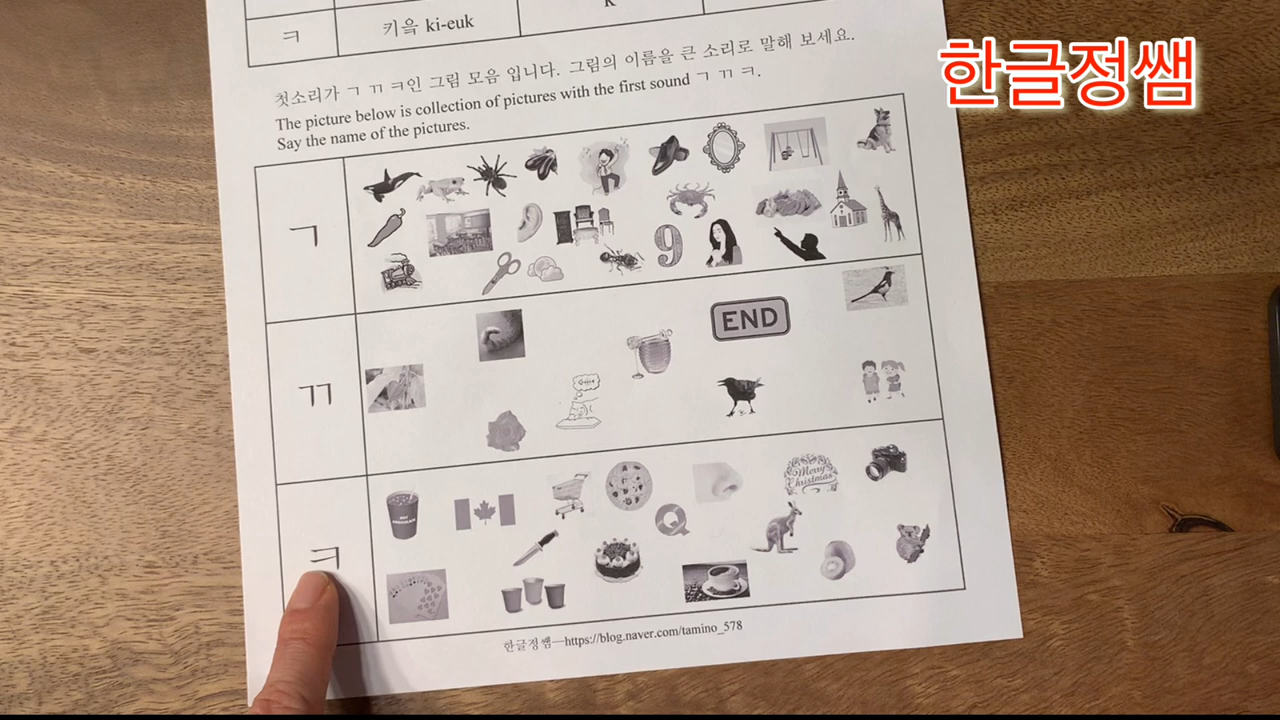 한글정쌤
ㅋ 키읔 ki-euk
첫소리가 ㄱ ㄲ ㅋ인 그림 모음 입니다. 그림의 이름을 큰 소리로 말해 보세요.
The picture below is collection of pictures with the first sound ㄱ ㄲ ㅋ.
Say the name of the pictures.
ㄱ
9
ㄲ
END
ㅋ
Merry
Christmas
Q
한글정쌤—https://blog.naver.com/tamino_578